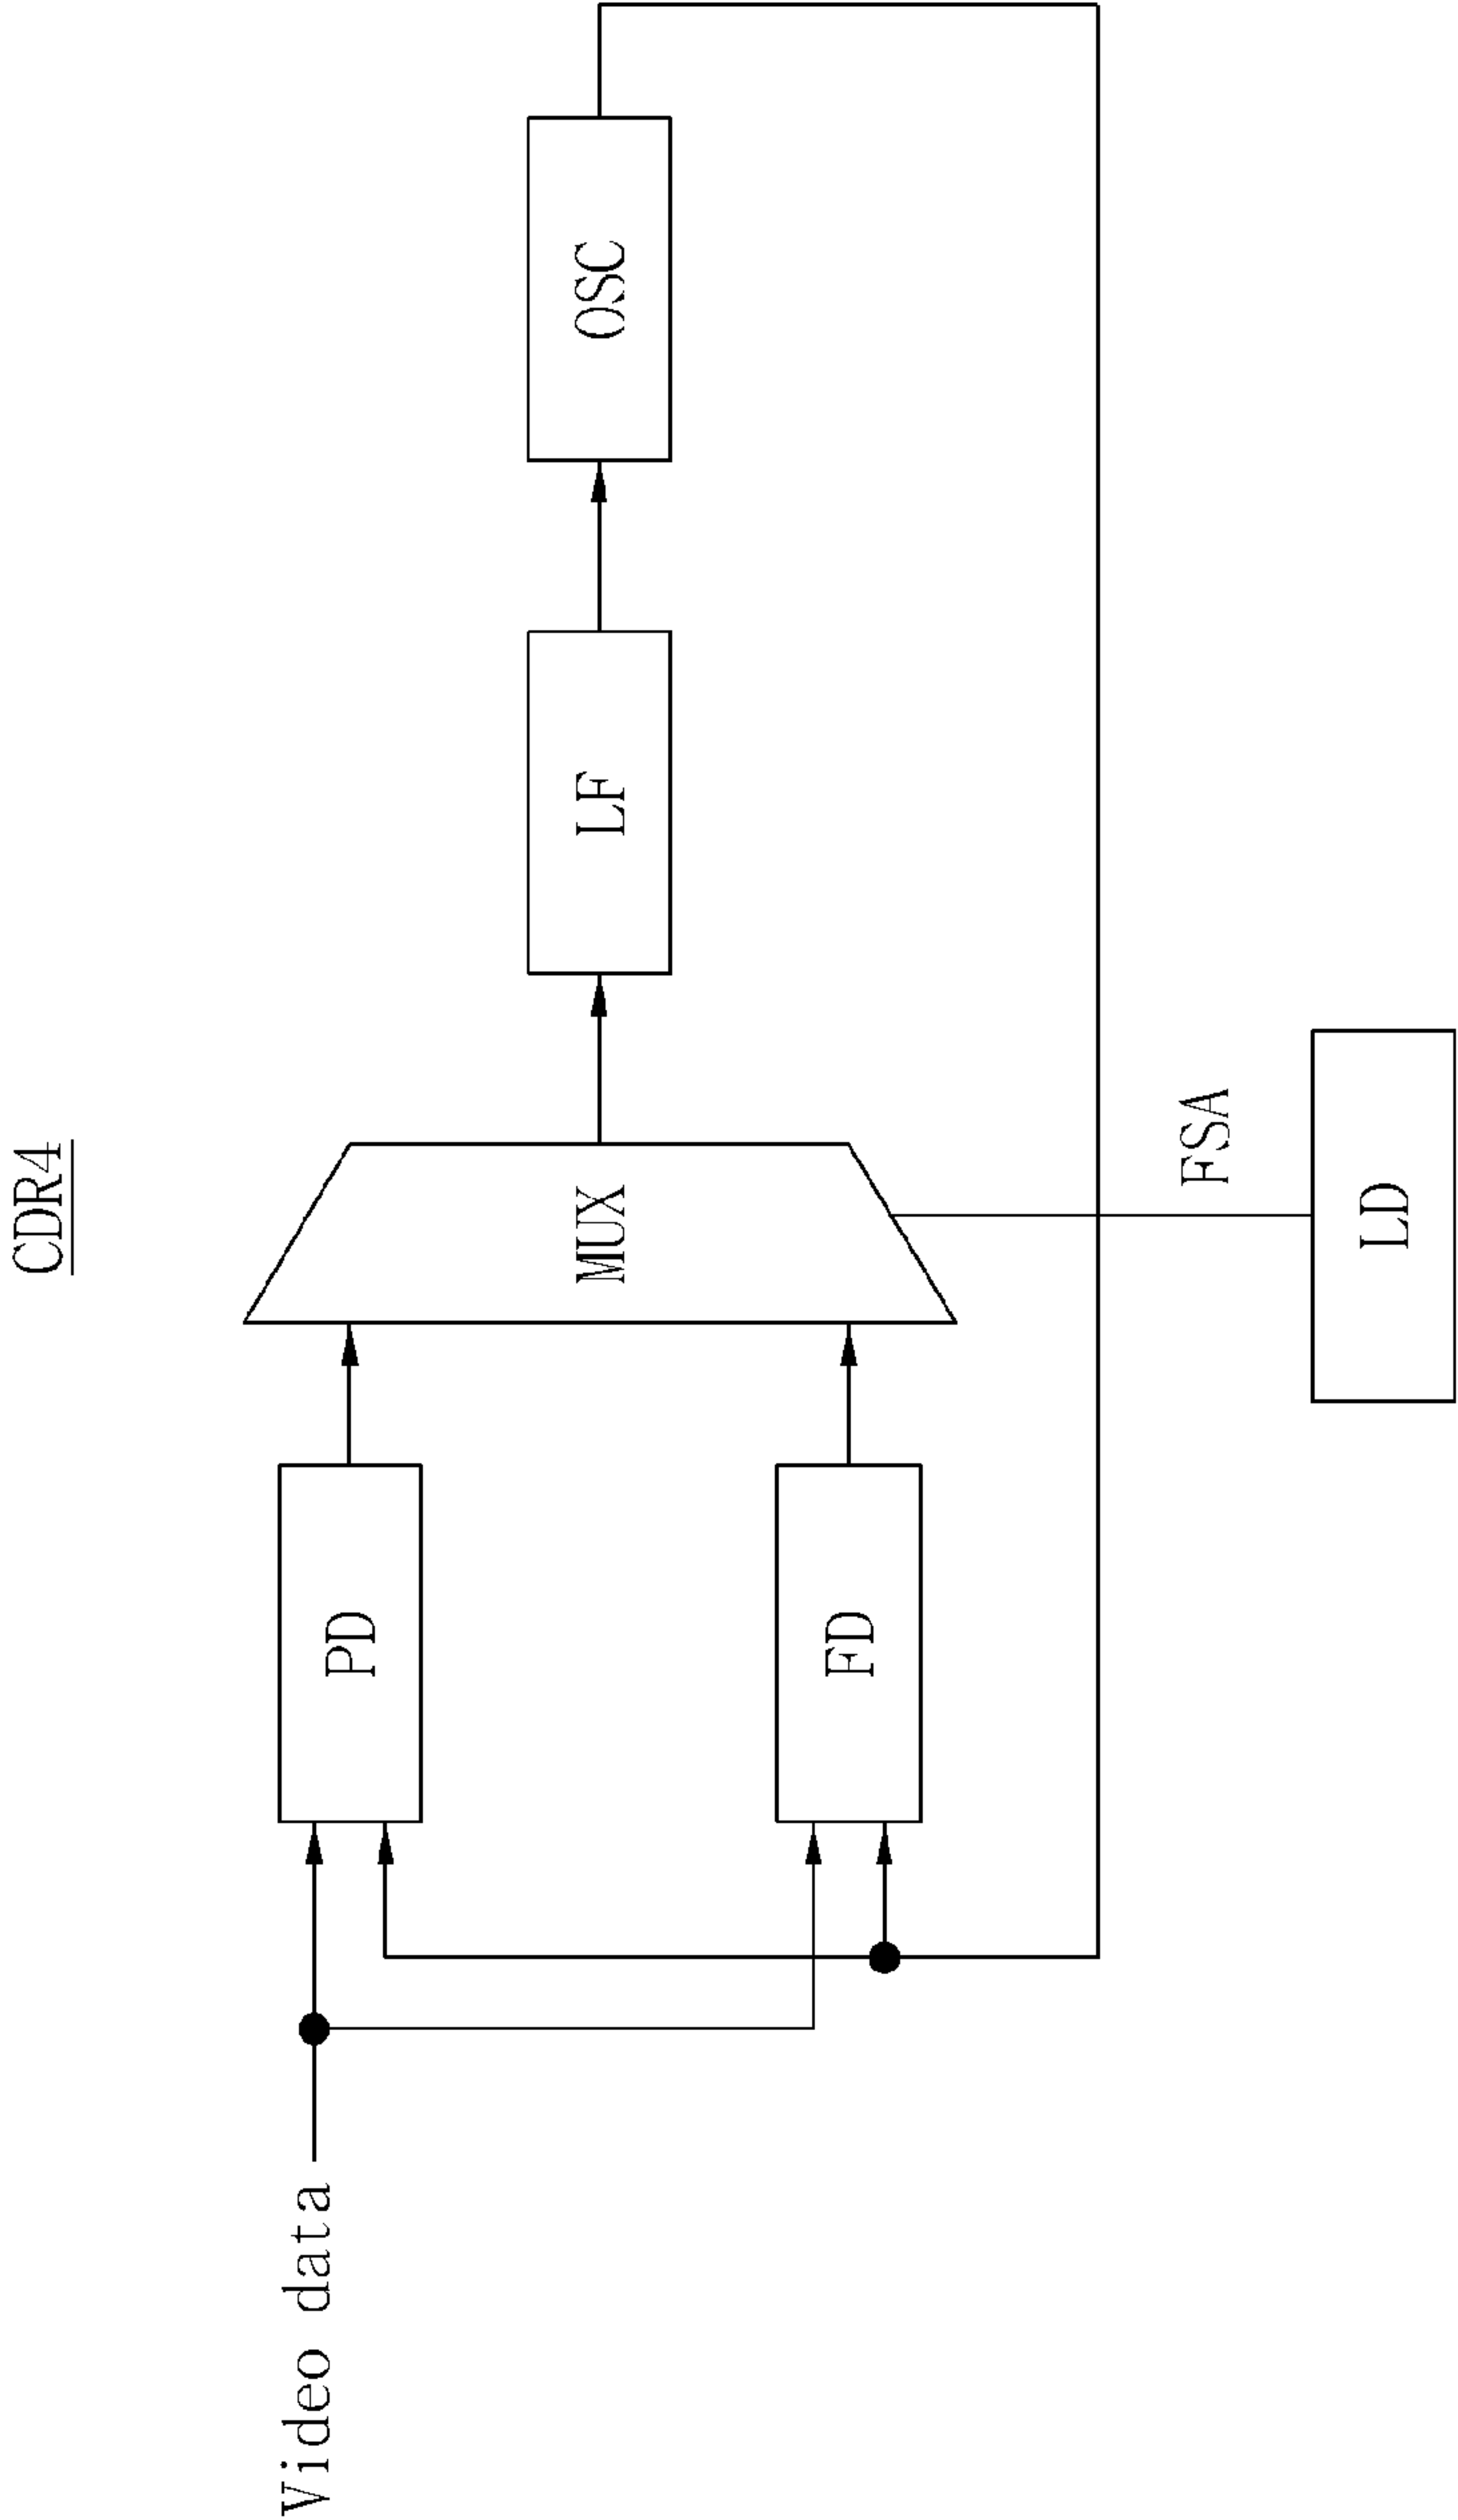 CDR4
Video data
PD
FD
MUX
LF
OSC
FSA
LD